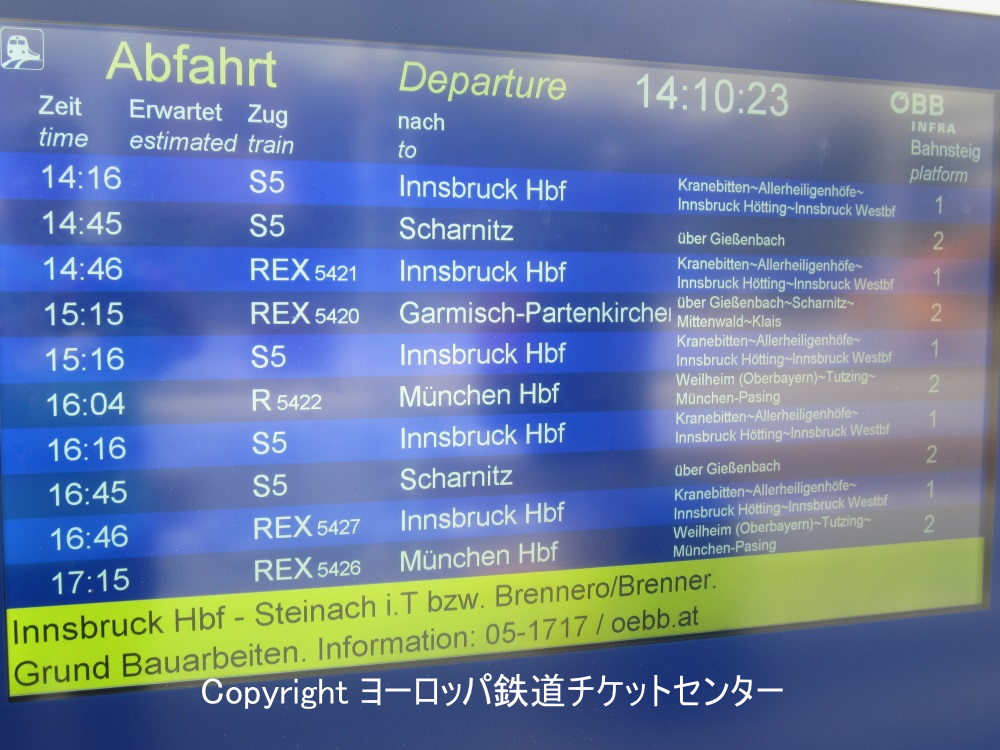 Abfahrt Departure 14:10:23 ÖBB
INFRA
Zeit Erwartet Zug nach Bahnsteig
time estimated train to platform
14:16 S5 Innsbruck Hbf Kranebitten~Allerheiligenhöfe~ 1
Innsbruck Hötting~Innsbruck Westbf
14:45 S5 Scharnitz über Gießenbach 2
14:46 REX 5421 Innsbruck Hbf Kranebitten~Allerheiligenhöfe~ 1
Innsbruck Hötting~Innsbruck Westbf
15:15 REX 5420 Garmisch-Partenkirchen über Gießenbach~Scharnitz~ 2
Mittenwald~Klais
15:16 S5 Innsbruck Hbf Kranebitten~Allerheiligenhöfe~ 1
Innsbruck Hötting~Innsbruck Westbf
16:04 R 5422 München Hbf Weilheim (Oberbayern)~Tutzing~ 2
München-Pasing
16:16 S5 Innsbruck Hbf Kranebitten~Allerheiligenhöfe~ 1
Innsbruck Hötting~Innsbruck Westbf
16:45 S5 Scharnitz über Gießenbach 2
16:46 REX 5427 Innsbruck Hbf Kranebitten~Allerheiligenhöfe~ 1
Innsbruck Hötting~Innsbruck Westbf
17:15 REX 5426 München Hbf Weilheim (Oberbayern)~Tutzing~ 2
München-Pasing
Innsbruck Hbf - Steinach i.T bzw. Brennero/Brenner.
Grund Bauarbeiten. Information: 05-1717 / oebb.at
Copyright ヨーロッパ鉄道チケットセンター